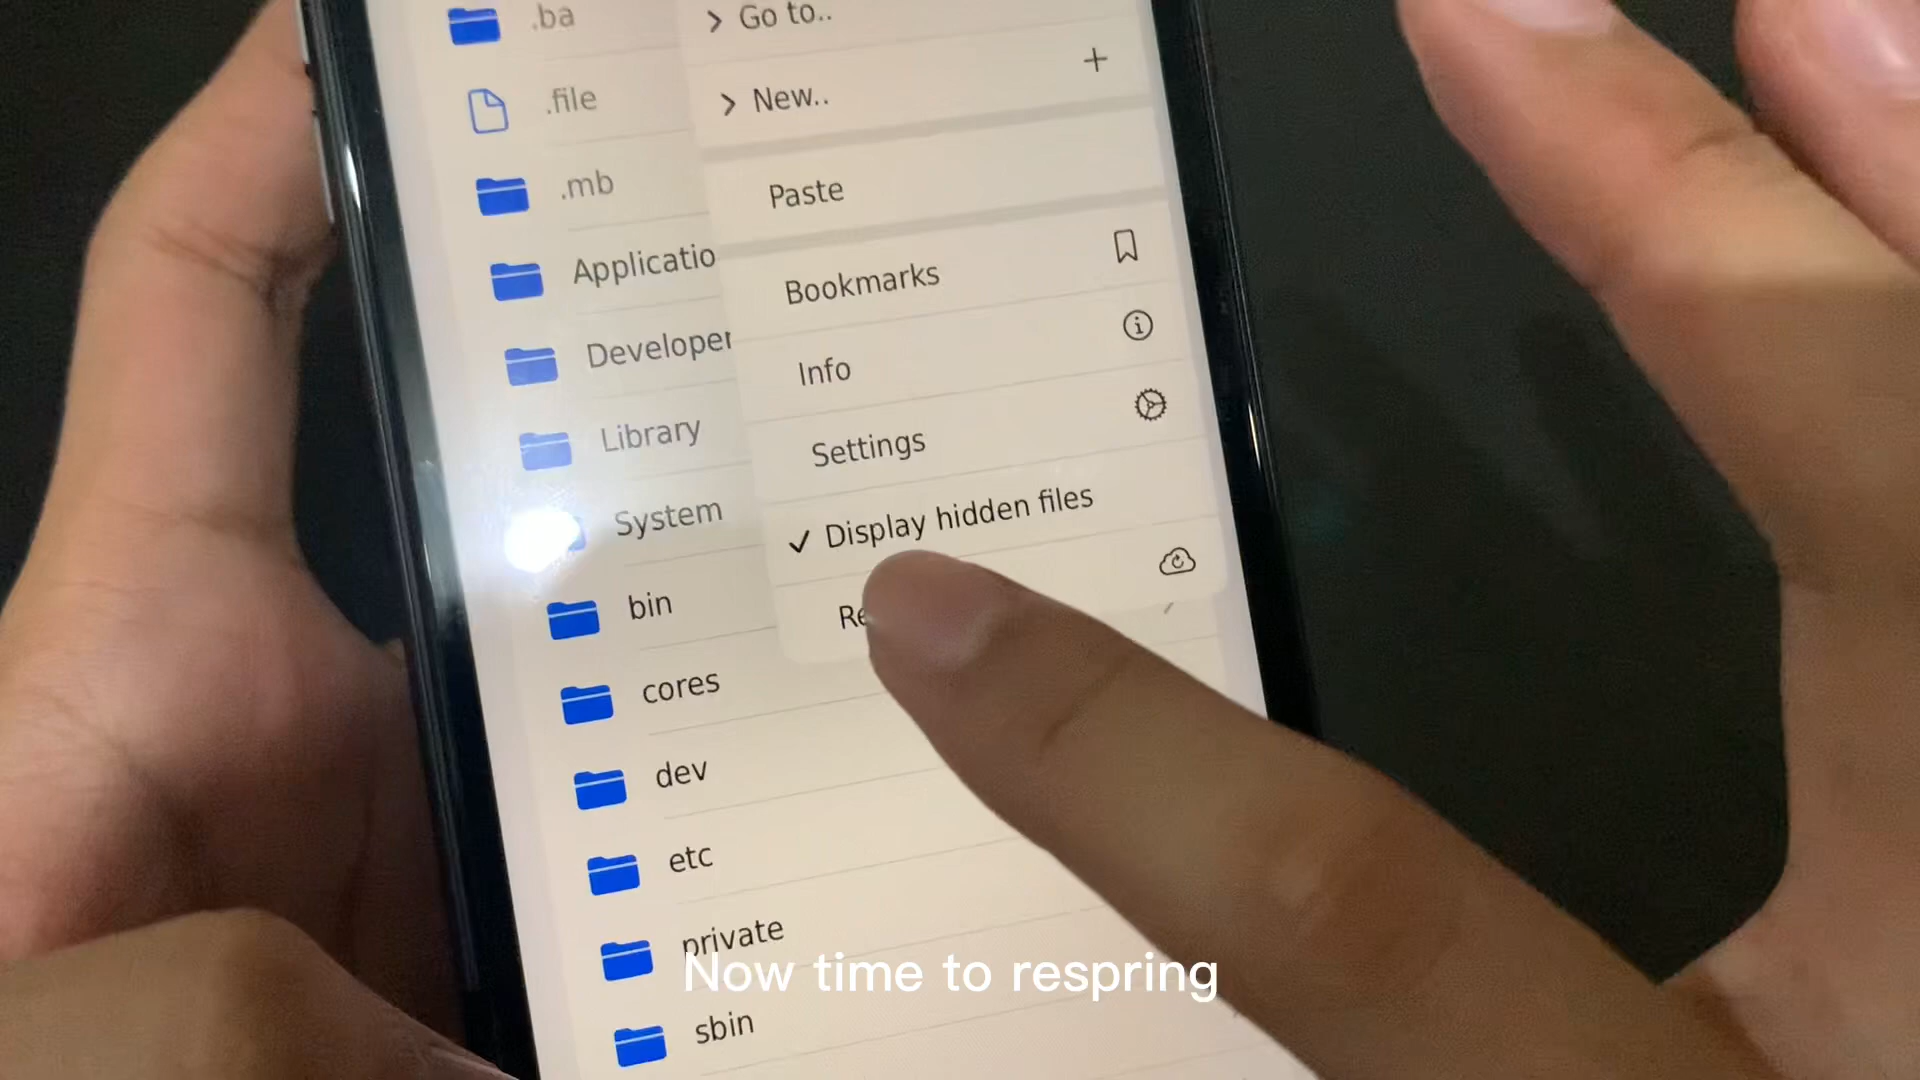 .ba
Go to..
.file
New..
.mb
Paste
Applicatio
Bookmarks
Developer
Info
Library
Settings
System
Display hidden files
bin
Re
cores
dev
etc
private
Now time to respring
sbin